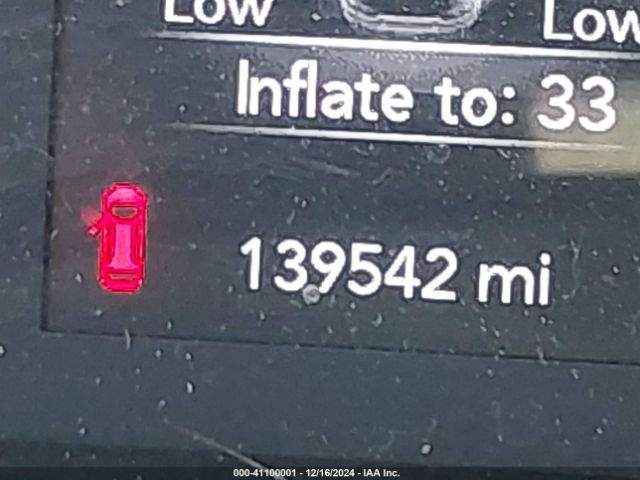 Low Low
Inflate to: 33
139542 mi
000-41100001 - 12/16/2024 - IAA Inc.